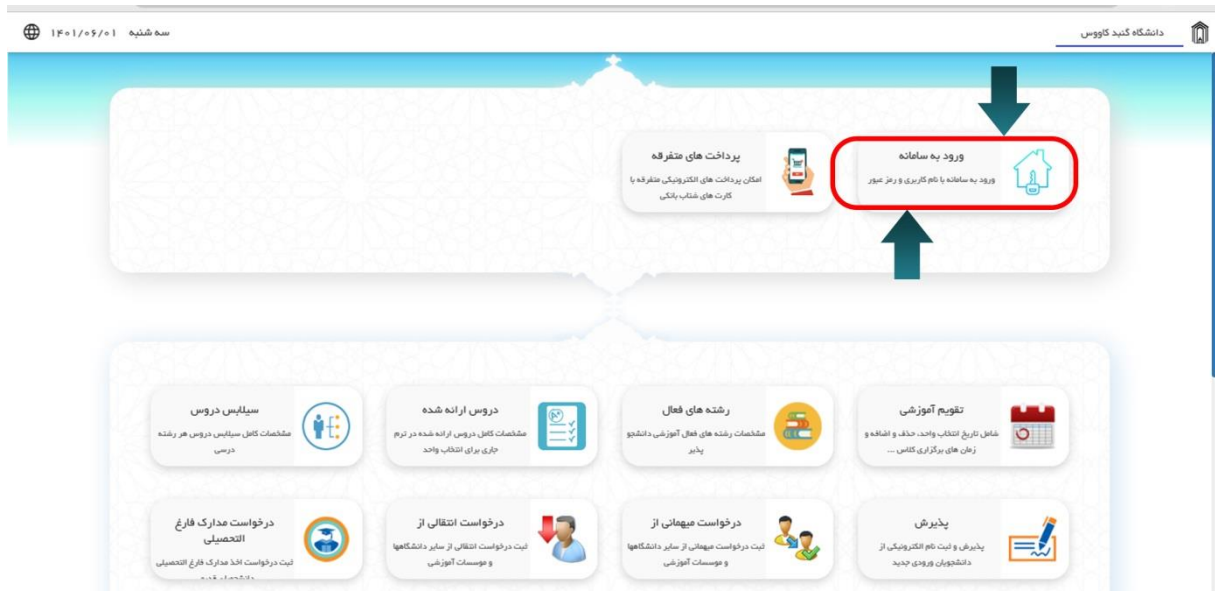 دانشگاه گنبد کاووس
سه شنبه ۱۴۰۱/۰۶/۰۱
ورود به سامانه
ورود به سامانه با نام کاربری و رمز عبور
پرداخت های متفرقه
امکان پرداخت های الکترونیکی متفرقه با
کارت های شتاب بانکی
تقویم آموزشی
شامل تاریخ انتخاب واحد، حذف و اضافه و
زمان های برگزاری کلاس ...
رشته های فعال
مشخصات رشته های فعال آموزشی دانشجو
پذیر
دروس ارائه شده
مشخصات کامل دروس ارائه شده در ترم
جاری برای انتخاب واحد
سیلابس دروس
مشخصات کامل سیلابس دروس هر رشته
درسی
پذیرش
پذیرش و ثبت نام الکترونیکی از
دانشجویان ورودی جدید
درخواست میهمانی از
ثبت درخواست میهمانی از سایر دانشگاهها
و موسسات آموزشی
درخواست انتقالی از
ثبت درخواست انتقالی از سایر دانشگاهها
و موسسات آموزشی
درخواست مدارک فارغ
التحصیلی
ثبت درخواست اخذ مدارک فارغ التحصیلی